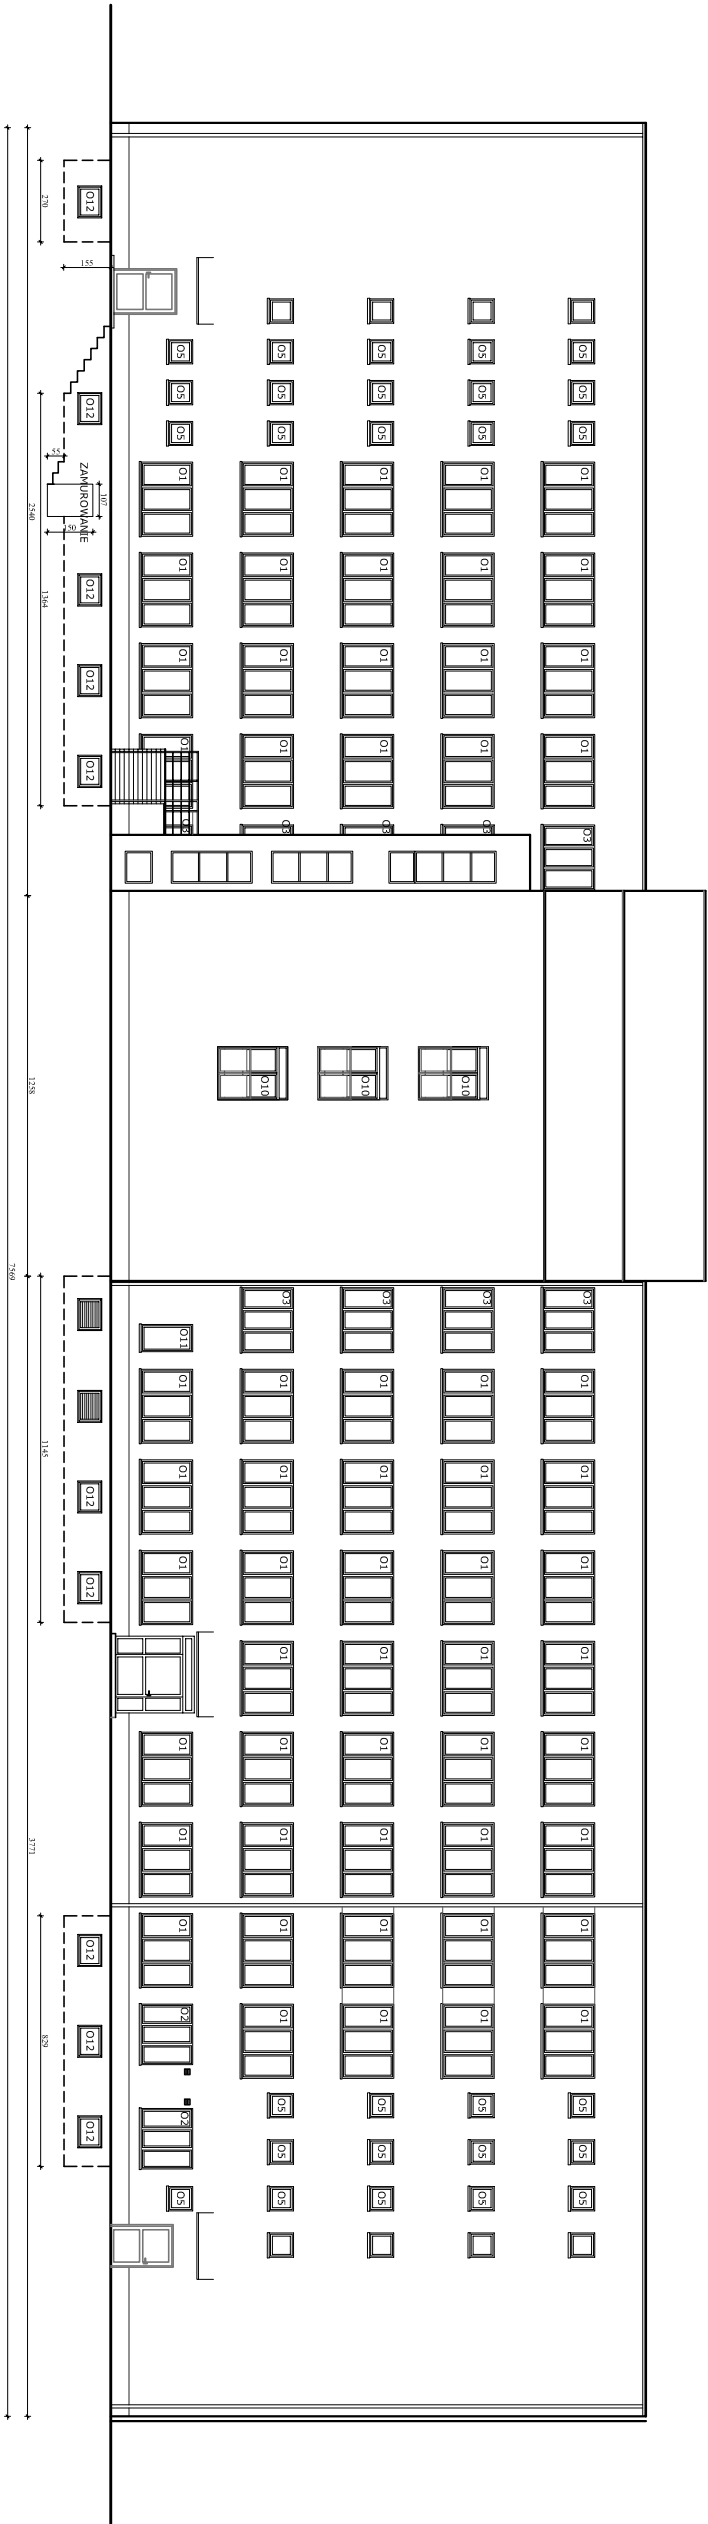 O5 O5 O5 O1 O1 O1 O1 O3 O3 O1 O1 O1 O1 O1 O1 O1 O1 O5 O5 O5
O5 O5 O5 O1 O1 O1 O1 O3 O10 O3 O1 O1 O1 O1 O1 O1 O1 O1 O5 O5 O5
O5 O5 O5 O1 O1 O1 O1 O3 O10 O3 O1 O1 O1 O1 O1 O1 O1 O1 O5 O5 O5
O5 O5 O5 O1 O1 O1 O1 O3 O10 O3 O1 O1 O1 O1 O1 O1 O1 O1 O5 O5 O5
O5 O5 O5 O1 O1 O1 O1 O3 O11 O1 O1 O1 O1 O1 O1 O2 O2 O5
O12 155 O12 ZAMUROWANIE O12 O12 O12 O12 O12 O12 O12 O12
107
55 150
270 1364 1145 829
2540 1258 3771
7569